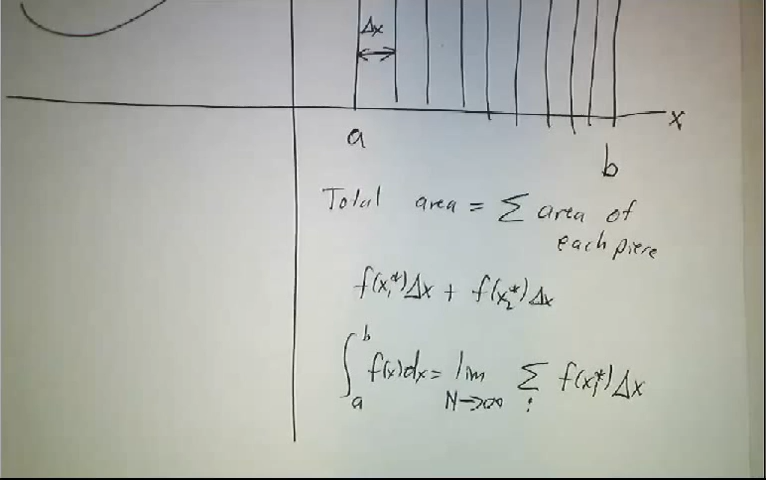 Δx
x
a
b
Total area = Σ area of
each piece
f(x₁*)Δx + f(x₂*)Δx
∫ₐᵇ f(x)dx = lim N→∞ Σ i f(xᵢ*)Δx